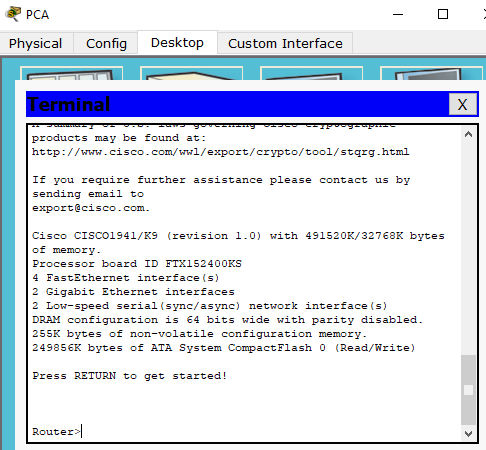 PCA
Physical Config Desktop Custom Interface
Terminal X
products may be found at:
http://www.cisco.com/wwl/export/crypto/tool/stqrg.html
If you require further assistance please contact us by
sending email to
export@cisco.com.
Cisco CISCO1941/K9 (revision 1.0) with 491520K/32768K bytes
of memory.
Processor board ID FTX152400KS
4 FastEthernet interface(s)
2 Gigabit Ethernet interfaces
2 Low-speed serial(sync/async) network interface(s)
DRAM configuration is 64 bits wide with parity disabled.
255K bytes of non-volatile configuration memory.
249856K bytes of ATA System CompactFlash 0 (Read/Write)
Press RETURN to get started!
Router>